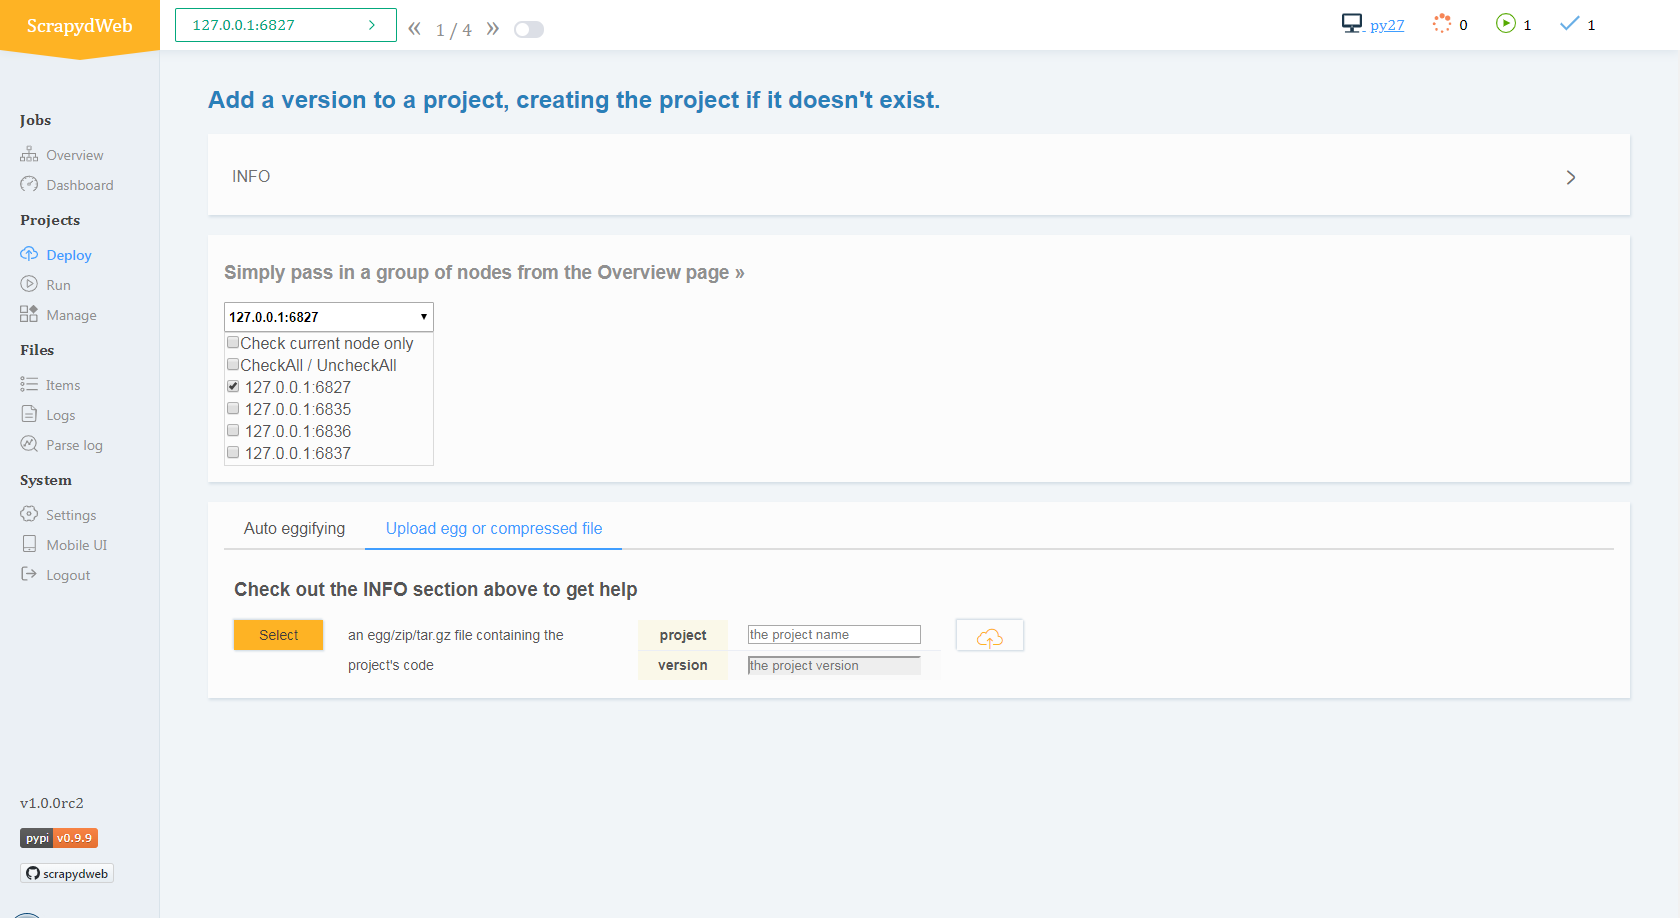 ScrapydWeb
127.0.0.1:6827 >
« 1 / 4 »
py27 0 1 1
Jobs
Overview
Dashboard
Projects
Deploy
Run
Manage
Files
Items
Logs
Parse log
System
Settings
Mobile UI
Logout
v1.0.0rc2
pypi v0.9.9
scrapydweb
Add a version to a project, creating the project if it doesn't exist.
INFO
Simply pass in a group of nodes from the Overview page »
127.0.0.1:6827
Check current node only
CheckAll / UncheckAll
127.0.0.1:6827
127.0.0.1:6835
127.0.0.1:6836
127.0.0.1:6837
Auto eggifying Upload egg or compressed file
Check out the INFO section above to get help
Select an egg/zip/tar.gz file containing the
project's code
project the project name
version the project version